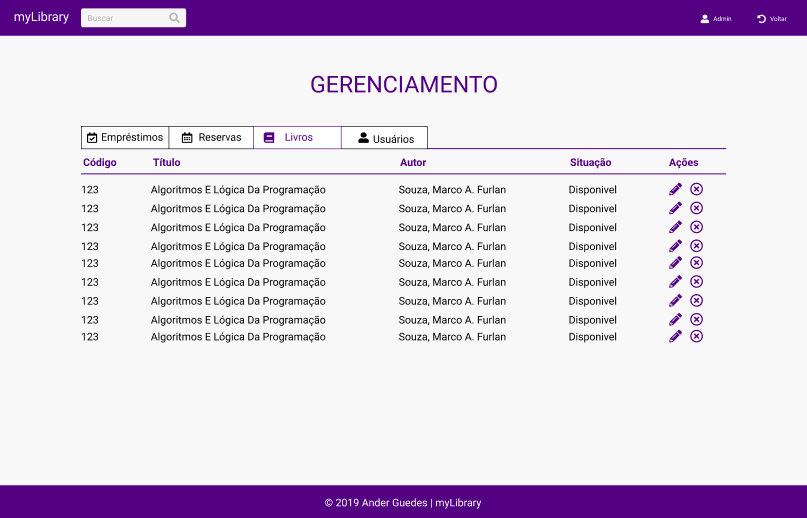 myLibrary Buscar Admin Voltar
GERENCIAMENTO
Empréstimos Reservas Livros Usuários
Código Título Autor Situação Ações
123 Algoritmos E Lógica Da Programação Souza, Marco A. Furlan Disponivel
123 Algoritmos E Lógica Da Programação Souza, Marco A. Furlan Disponivel
123 Algoritmos E Lógica Da Programação Souza, Marco A. Furlan Disponivel
123 Algoritmos E Lógica Da Programação Souza, Marco A. Furlan Disponivel
123 Algoritmos E Lógica Da Programação Souza, Marco A. Furlan Disponivel
123 Algoritmos E Lógica Da Programação Souza, Marco A. Furlan Disponivel
123 Algoritmos E Lógica Da Programação Souza, Marco A. Furlan Disponivel
123 Algoritmos E Lógica Da Programação Souza, Marco A. Furlan Disponivel
123 Algoritmos E Lógica Da Programação Souza, Marco A. Furlan Disponivel
© 2019 Ander Guedes | myLibrary